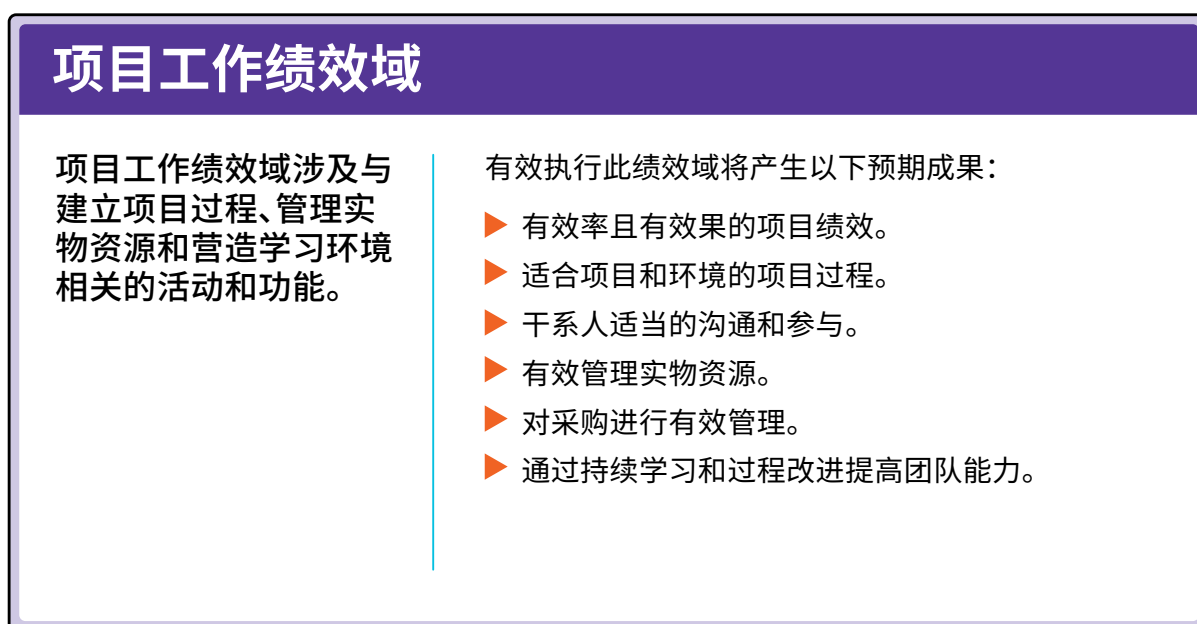 项目工作绩效域
项目工作绩效域涉及与
建立项目过程、管理实
物资源和营造学习环境
相关的活动和功能。
有效执行此绩效域将产生以下预期成果：
有效率且有效果的项目绩效。
适合项目和环境的项目过程。
干系人适当的沟通和参与。
有效管理实物资源。
对采购进行有效管理。
通过持续学习和过程改进提高团队能力。